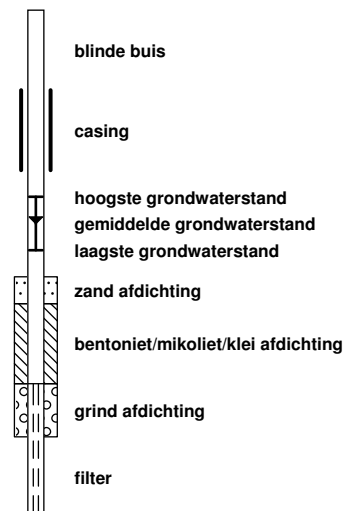 blinde buis
casing
hoogste grondwaterstand
gemiddelde grondwaterstand
laagste grondwaterstand
zand afdichting
bentoniet/mikoliet/klei afdichting
grind afdichting
filter